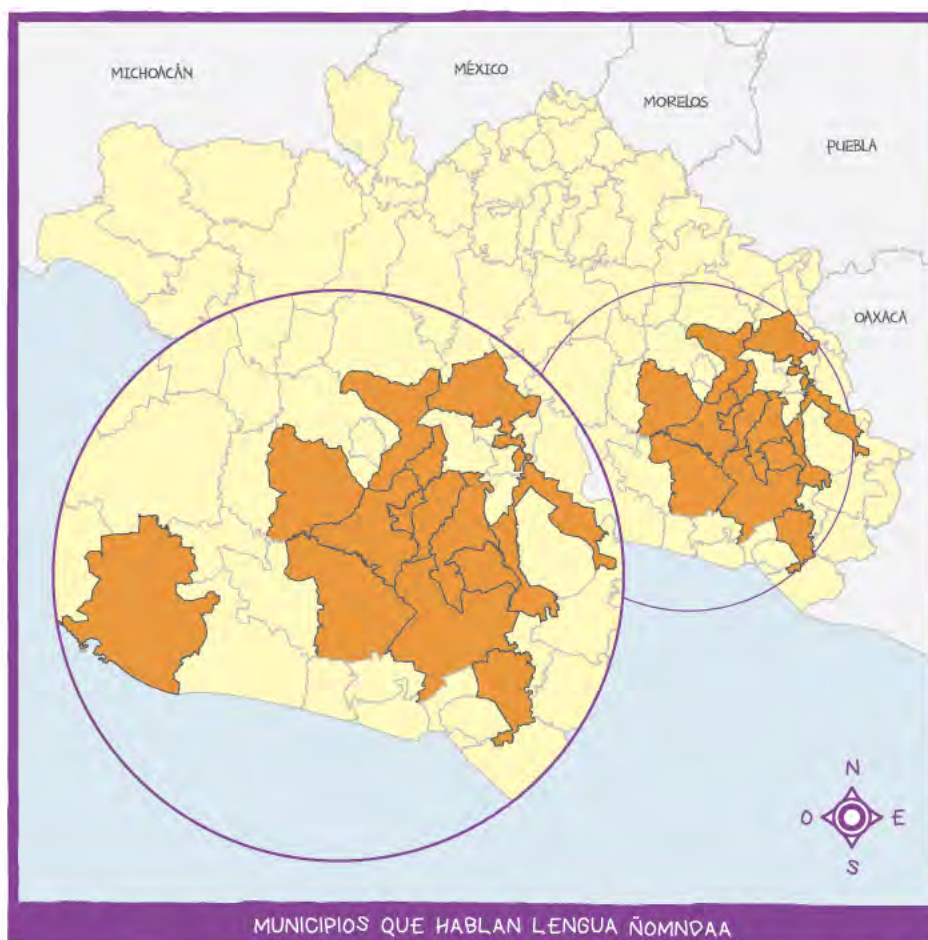 MICHOACÁN
MÉXICO
MORELOS
PUEBLA
OAXACA
N
O E
S
MUNICIPIOS QUE HABLAN LENGUA ÑOMNDAA